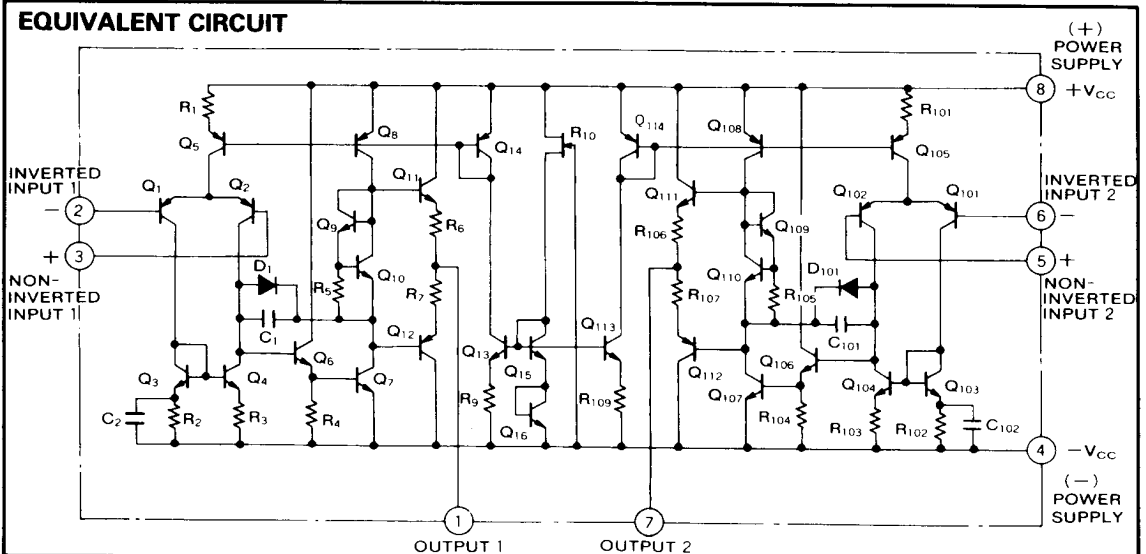 EQUIVALENT CIRCUIT
(+)
POWER
SUPPLY
8 +VCC
R1
Q5
Q8
Q14
R10
Q114
Q108
R101
Q105
INVERTED
INPUT 1
− 2
Q1
Q2
Q11
Q9
R6
Q111
R106
Q109
Q102
Q101
INVERTED
INPUT 2
6 −
+ 3
NON-
INVERTED
INPUT 1
D1
C1
Q10
R5
R7
Q110
R107
R105
D101
C101
5 +
NON-
INVERTED
INPUT 2
Q3
Q4
Q6
Q7
Q12
Q13
Q15
Q113
Q112
Q106
Q107
Q104
Q103
C2
R2
R3
R4
R9
Q16
R109
R104
R103
R102
C102
4 −VCC
(−)
POWER
SUPPLY
1
OUTPUT 1
7
OUTPUT 2